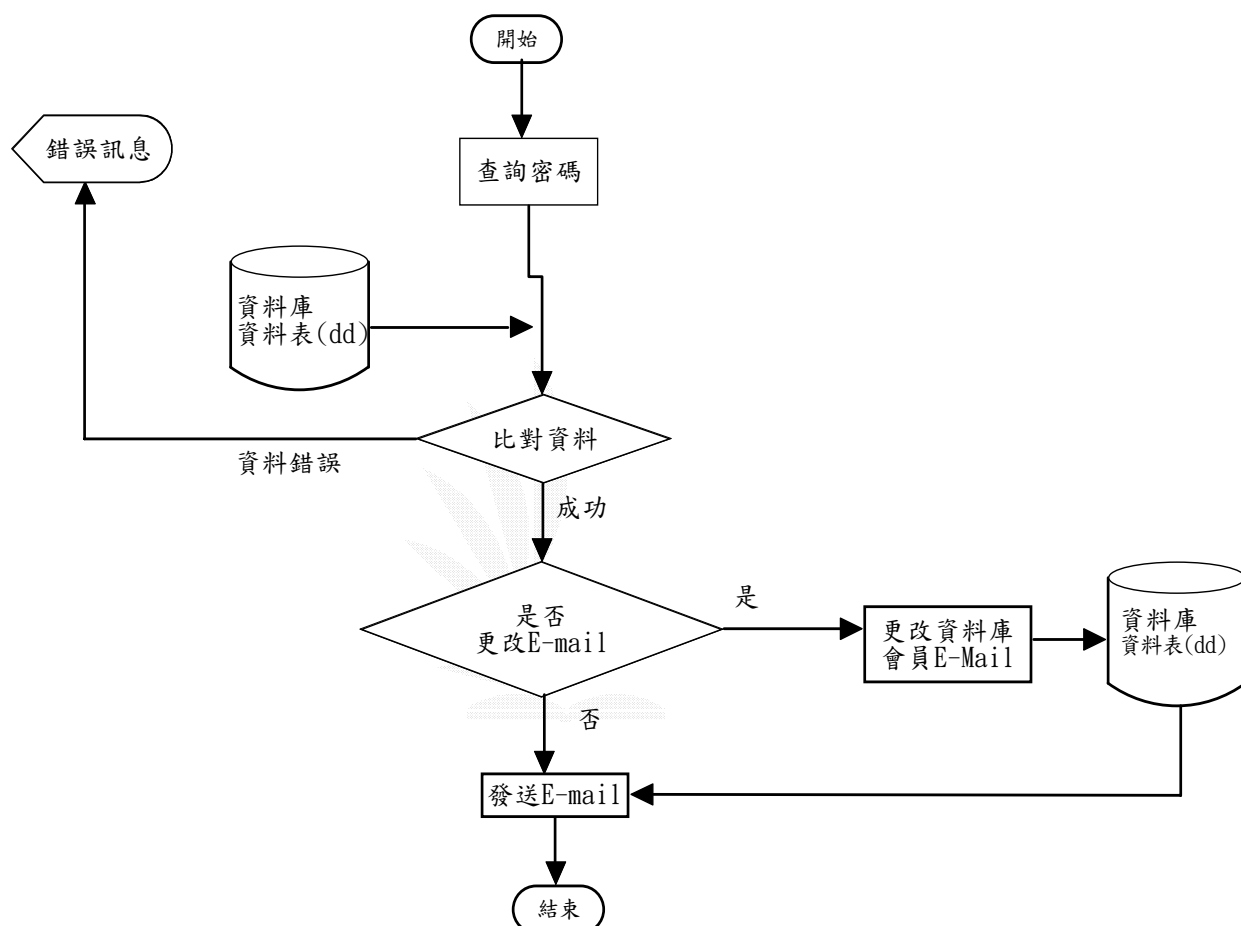 開始
錯誤訊息
查詢密碼
資料庫
資料表(dd)
比對資料
資料錯誤
成功
是否
更改E-mail
是
更改資料庫
會員E-Mail
資料庫
資料表(dd)
否
發送E-mail
結束